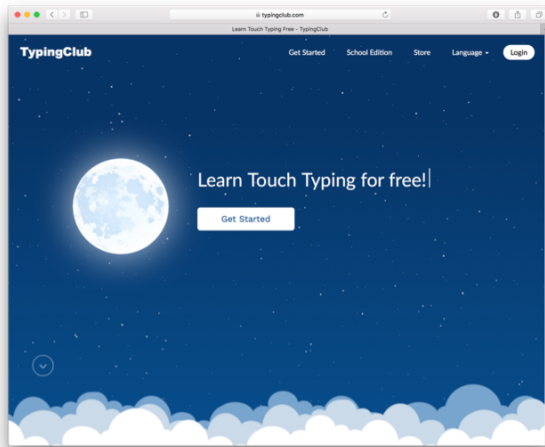 typingclub.com
Learn Touch Typing Free - TypingClub
TypingClub
Get Started School Edition Store Language Login
Learn Touch Typing for free!
Get Started